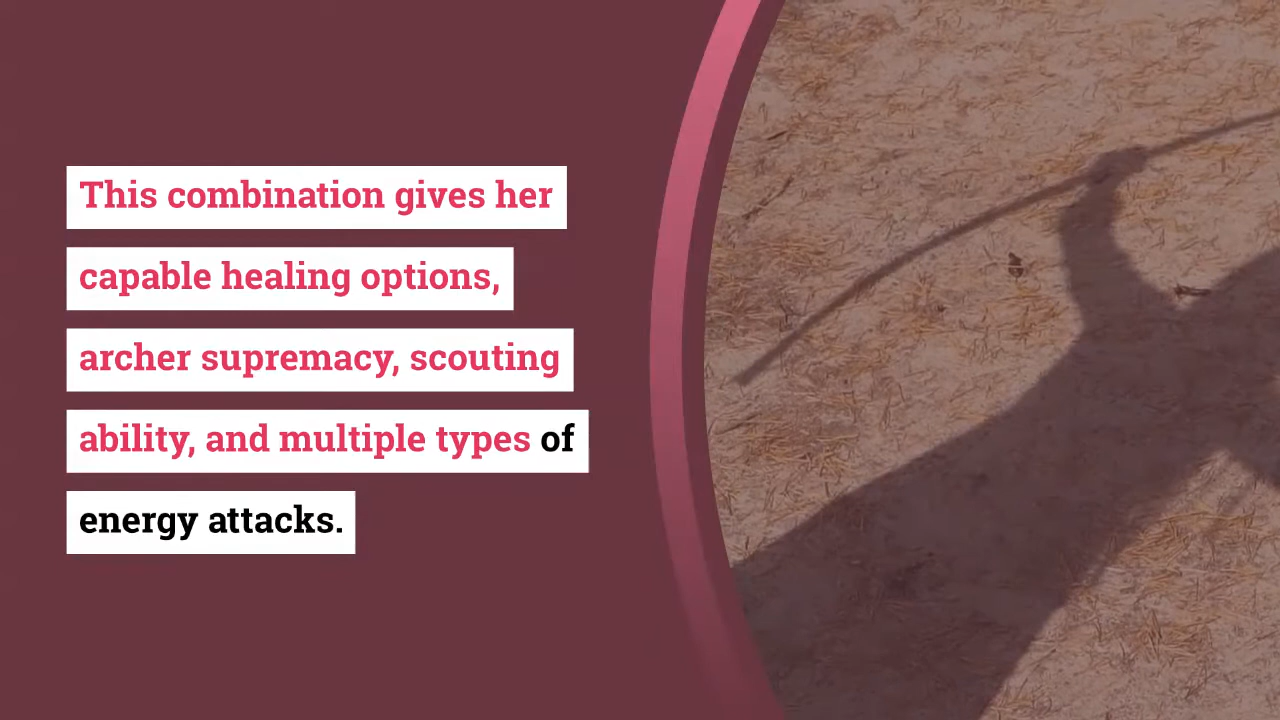 This combination gives her
capable healing options,
archer supremacy, scouting
ability, and multiple types of
energy attacks.